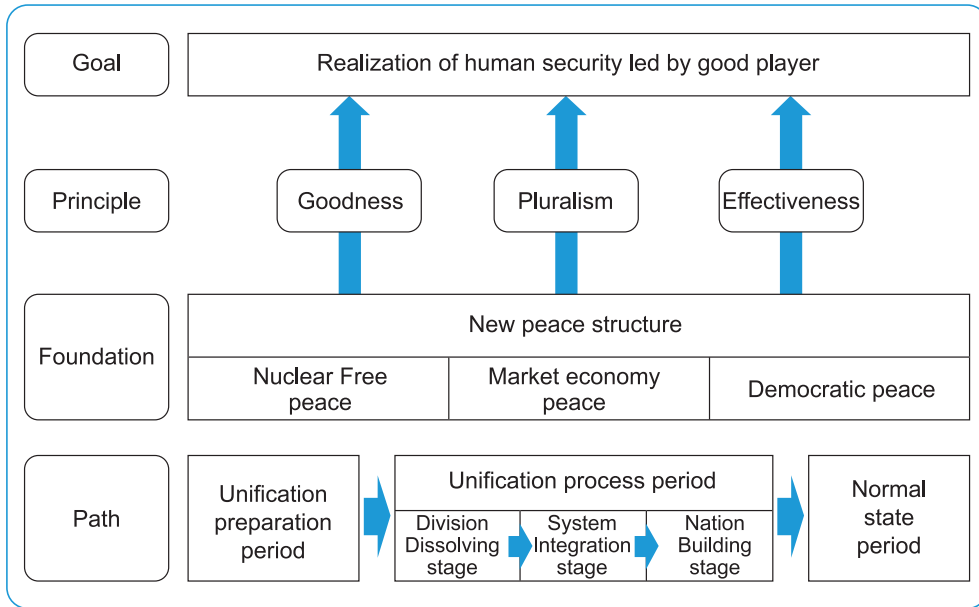 Goal
Realization of human security led by good player
Principle
Goodness
Pluralism
Effectiveness
Foundation
New peace structure
Nuclear Free
peace
Market economy
peace
Democratic peace
Path
Unification
preparation
period
Unification process period
Division
Dissolving
stage
System
Integration
stage
Nation
Building
stage
Normal
state
period